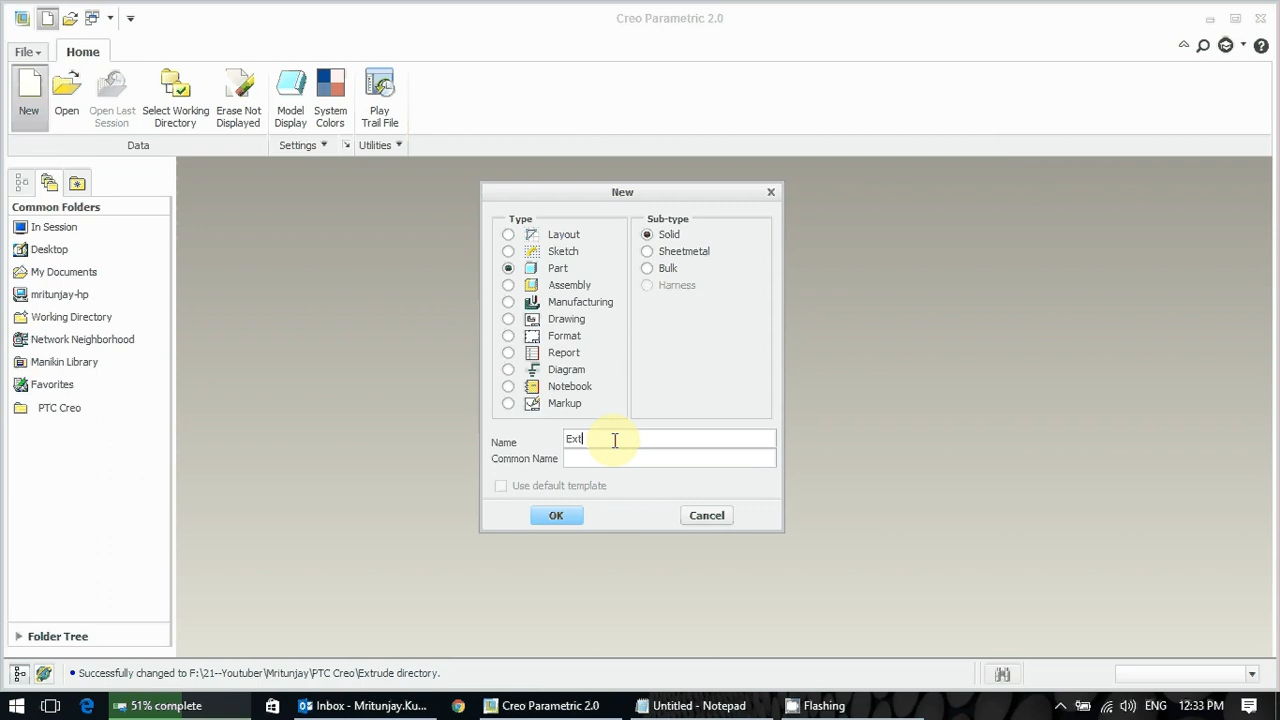 Creo Parametric 2.0
File
Home
New
Open
Open Last Session
Select Working Directory
Erase Not Displayed
Model Display
System Colors
Play Trail File
Data
Settings
Utilities
Common Folders
In Session
Desktop
My Documents
mritunjay-hp
Working Directory
Network Neighborhood
Manikin Library
Favorites
PTC Creo
Folder Tree
New
Type
Sub-type
Layout
Solid
Sketch
Sheetmetal
Part
Bulk
Assembly
Harness
Manufacturing
Drawing
Format
Report
Diagram
Notebook
Markup
Name
Ext
Common Name
Use default template
OK
Cancel
Successfully changed to F:\21--Youtuber\Mritunjay\PTC Creo\Extrude directory.
51% complete
Inbox - Mritunjay.Ku...
Creo Parametric 2.0
Untitled - Notepad
Flashing
12:33 PM